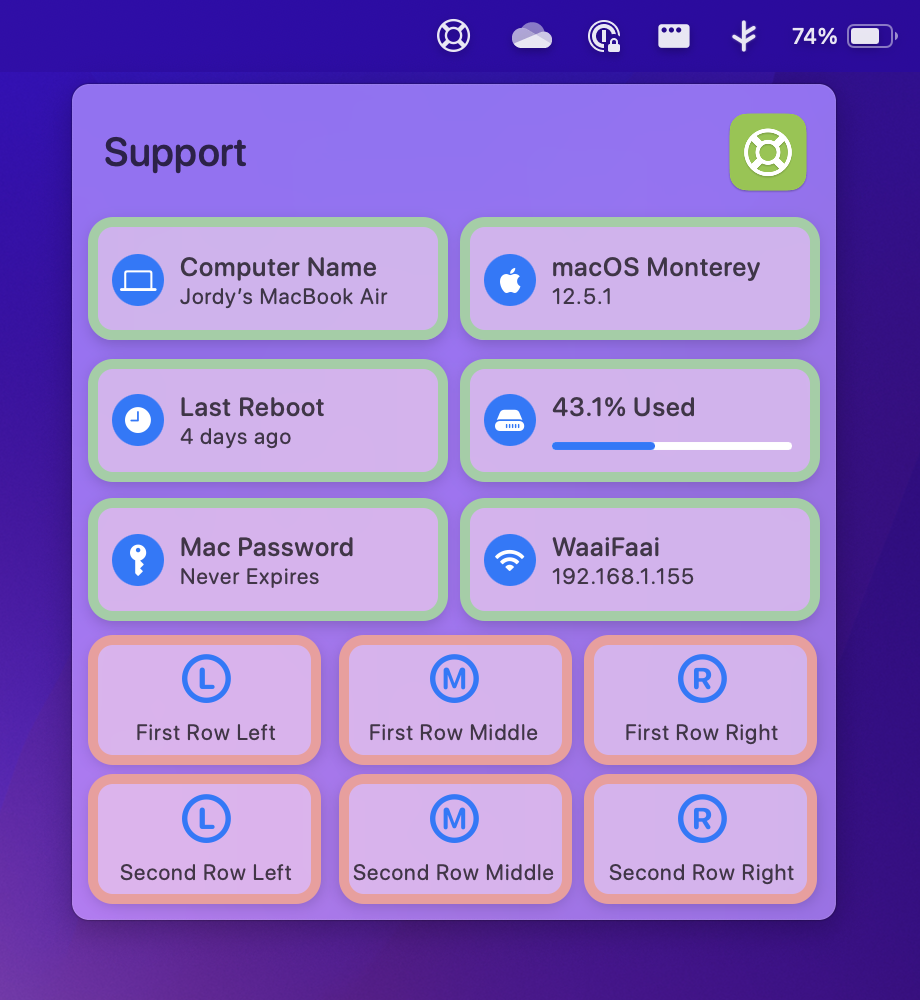 74%
Support
Computer Name
Jordy’s MacBook Air
macOS Monterey
12.5.1
Last Reboot
4 days ago
43.1% Used
Mac Password
Never Expires
WaaiFaai
192.168.1.155
L
First Row Left
M
First Row Middle
R
First Row Right
L
Second Row Left
M
Second Row Middle
R
Second Row Right